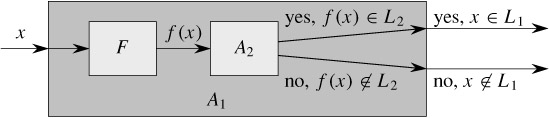 x
F
f(x)
A₂
yes, f(x) ∈ L₂
yes, x ∈ L₁
no, f(x) ∉ L₂
no, x ∉ L₁
A₁